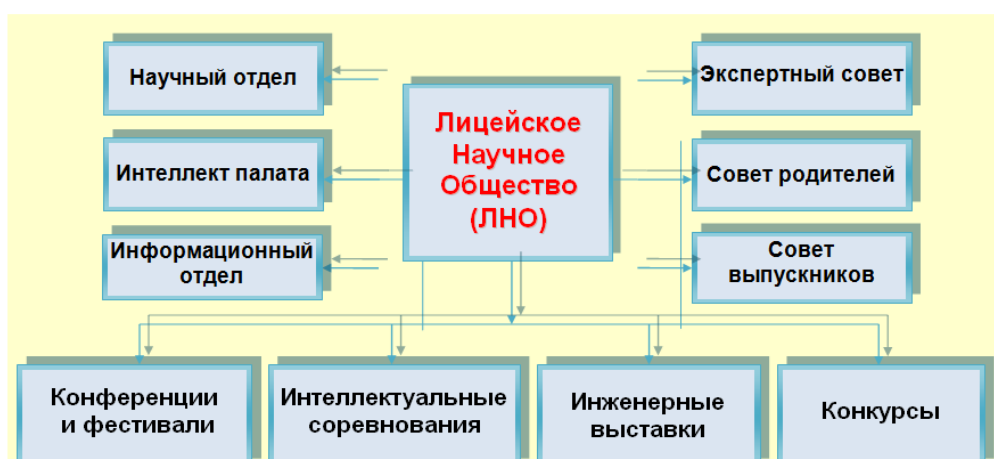 Научный отдел
Экспертный совет
Лицейское
Научное
Общество
(ЛНО)
Интеллект палата
Совет родителей
Информационный
отдел
Совет
выпускников
Конференции
и фестивали
Интеллектуальные
соревнования
Инженерные
выставки
Конкурсы